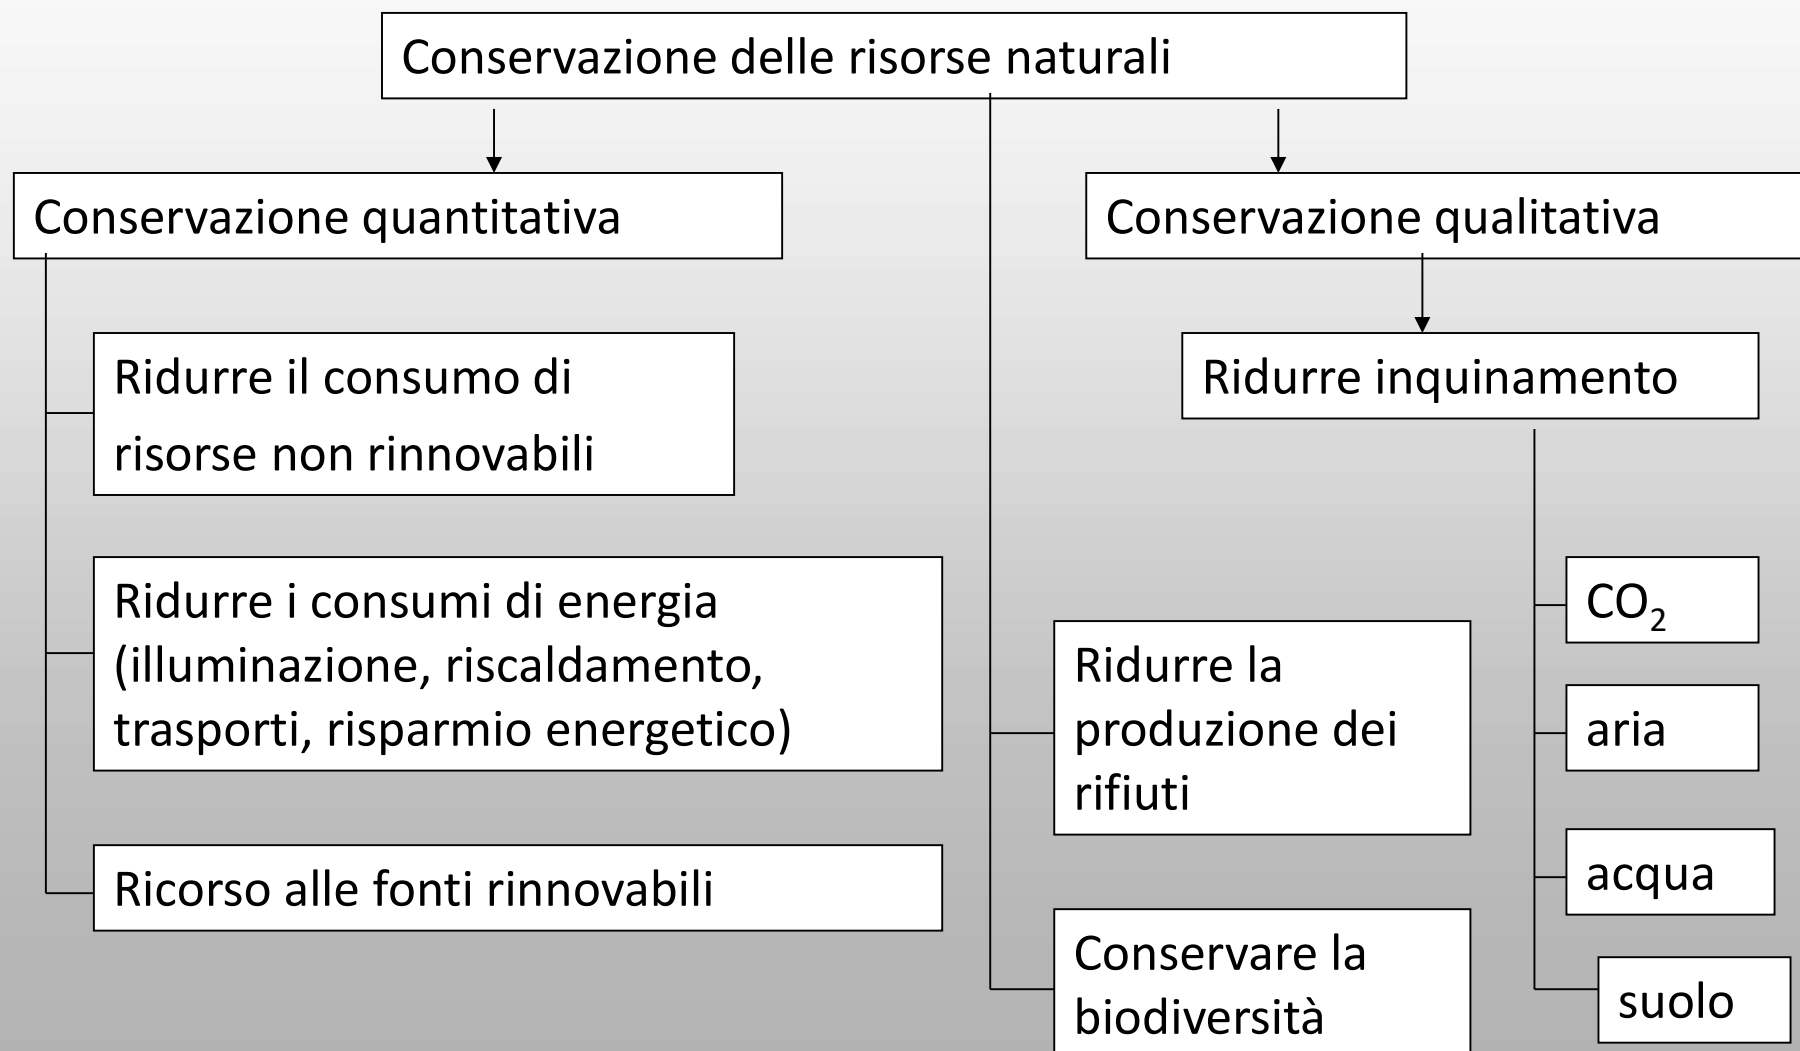 Conservazione delle risorse naturali
Conservazione quantitativa
Conservazione qualitativa
Ridurre il consumo di
risorse non rinnovabili
Ridurre inquinamento
Ridurre i consumi di energia
(illuminazione, riscaldamento,
trasporti, risparmio energetico)
Ricorso alle fonti rinnovabili
Ridurre la
produzione dei
rifiuti
Conservare la
biodiversità
CO₂
aria
acqua
suolo